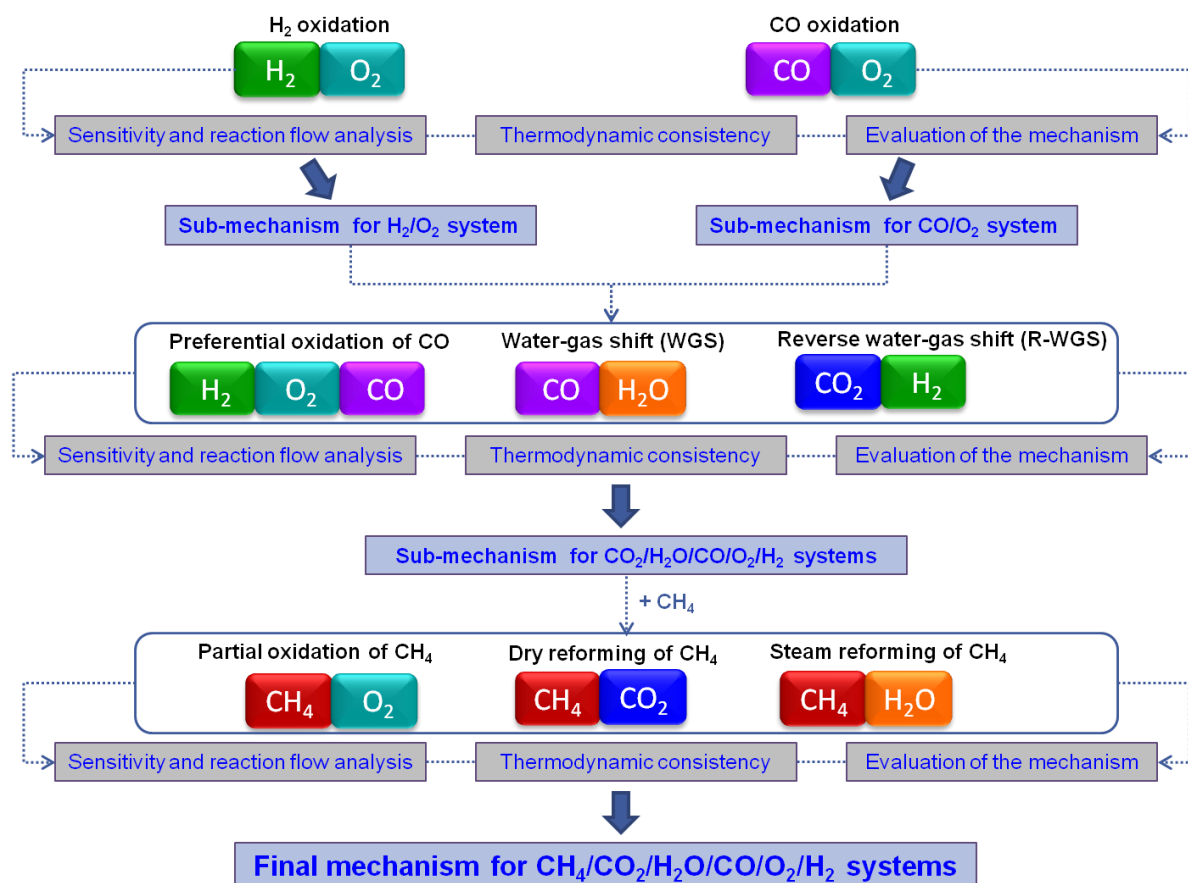 H₂ oxidation
CO oxidation
H₂ O₂
CO O₂
Sensitivity and reaction flow analysis
Thermodynamic consistency
Evaluation of the mechanism
Sub-mechanism for H₂/O₂ system
Sub-mechanism for CO/O₂ system
Preferential oxidation of CO
Water-gas shift (WGS)
Reverse water-gas shift (R-WGS)
H₂ O₂ CO
CO H₂O
CO₂ H₂
Sensitivity and reaction flow analysis
Thermodynamic consistency
Evaluation of the mechanism
Sub-mechanism for CO₂/H₂O/CO/O₂/H₂ systems
+ CH₄
Partial oxidation of CH₄
Dry reforming of CH₄
Steam reforming of CH₄
CH₄ O₂
CH₄ CO₂
CH₄ H₂O
Sensitivity and reaction flow analysis
Thermodynamic consistency
Evaluation of the mechanism
Final mechanism for CH₄/CO₂/H₂O/CO/O₂/H₂ systems